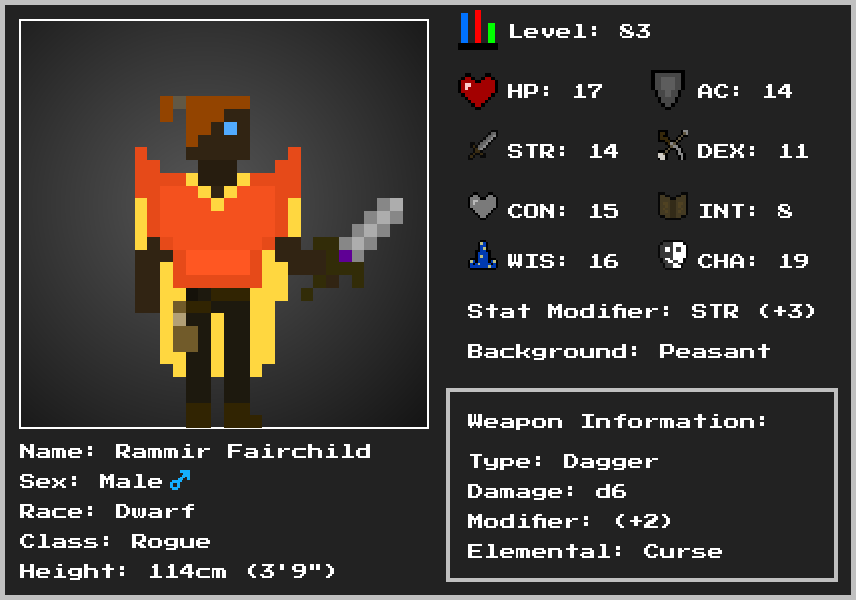 Level: 83
HP: 17 AC: 14
STR: 14 DEX: 11
CON: 15 INT: 8
WIS: 16 CHA: 19
Stat Modifier: STR (+3)
Background: Peasant
Weapon Information:
Type: Dagger
Damage: d6
Modifier: (+2)
Elemental: Curse
Name: Rammir Fairchild
Sex: Male♂
Race: Dwarf
Class: Rogue
Height: 114cm (3'9")